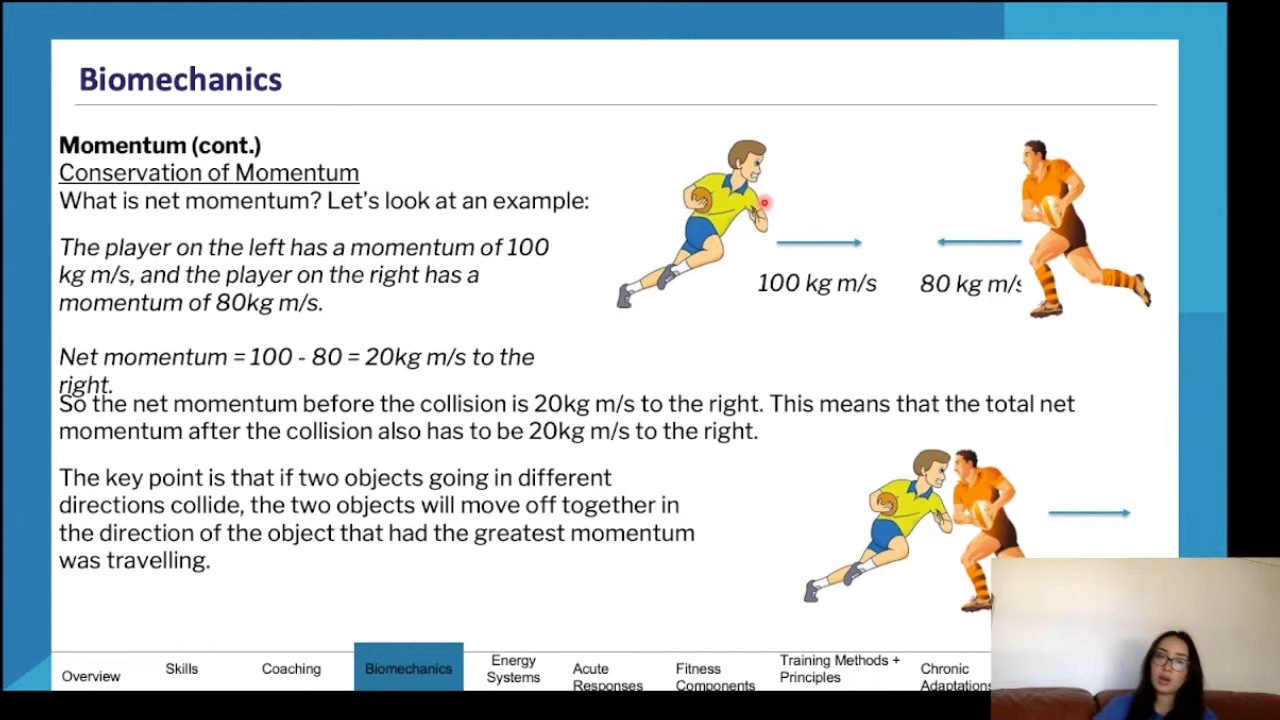 Biomechanics
Momentum (cont.)
Conservation of Momentum
What is net momentum? Let's look at an example:
The player on the left has a momentum of 100
kg m/s, and the player on the right has a
momentum of 80kg m/s.
100 kg m/s
80 kg m/s
Net momentum = 100 - 80 = 20kg m/s to the
right.
So the net momentum before the collision is 20kg m/s to the right. This means that the total net
momentum after the collision also has to be 20kg m/s to the right.
The key point is that if two objects going in different
directions collide, the two objects will move off together in
the direction of the object that had the greatest momentum
was travelling.
Overview
Skills
Coaching
Biomechanics
Energy
Systems
Acute
Responses
Fitness
Components
Training Methods +
Principles
Chronic
Adaptations